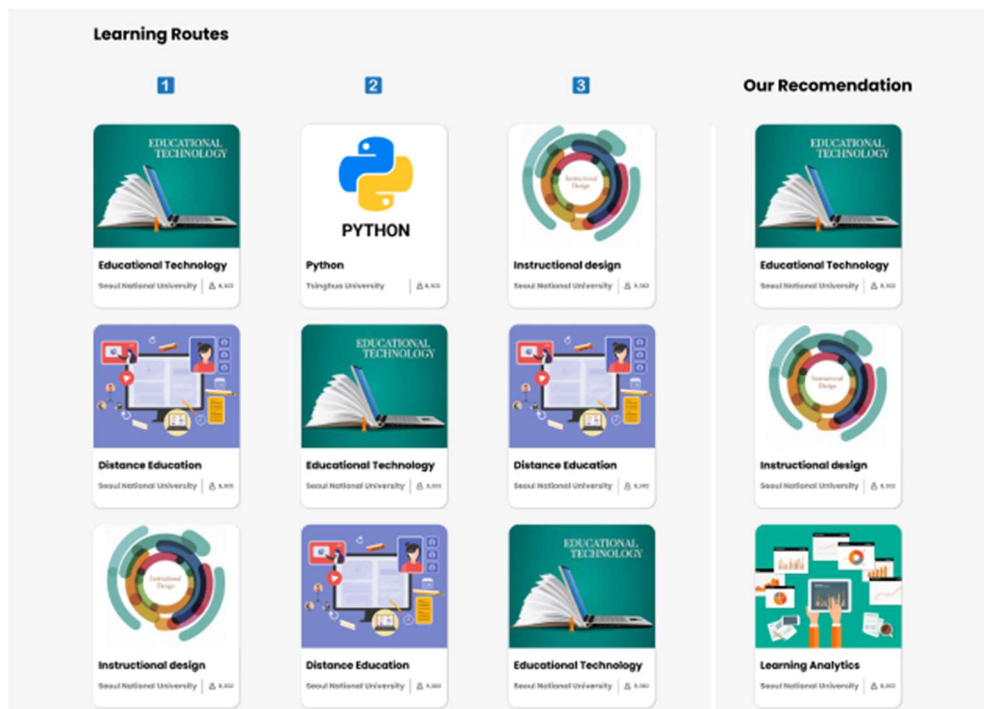 Learning Routes
1
2
3
Our Recomendation
EDUCATIONAL
TECHNOLOGY
Educational Technology
Seoul National University
PYTHON
Python
Tsinghua University
Instructional
Design
Instructional design
Seoul National University
EDUCATIONAL
TECHNOLOGY
Educational Technology
Seoul National University
Distance Education
Seoul National University
EDUCATIONAL
TECHNOLOGY
Educational Technology
Seoul National University
Distance Education
Seoul National University
Instructional
Design
Instructional design
Seoul National University
Instructional
Design
Instructional design
Seoul National University
Distance Education
Seoul National University
EDUCATIONAL
TECHNOLOGY
Educational Technology
Seoul National University
Learning Analytics
Seoul National University